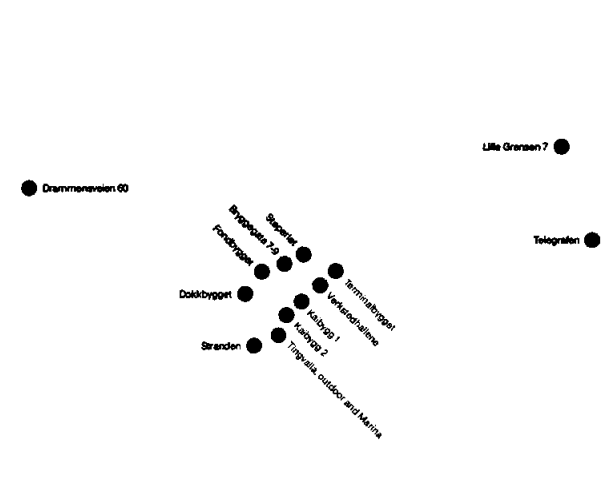 Lille Grensen 7
Drammensveien 60
Støperiet
Bryggegata 7-9
Fondbygget
Telegrafen
Dokkbygget
Terminalbygget
Verkstedhallene
Kaibygg 1
Kaibygg 2
Stranden
Tingvalla, outdoor and Marina